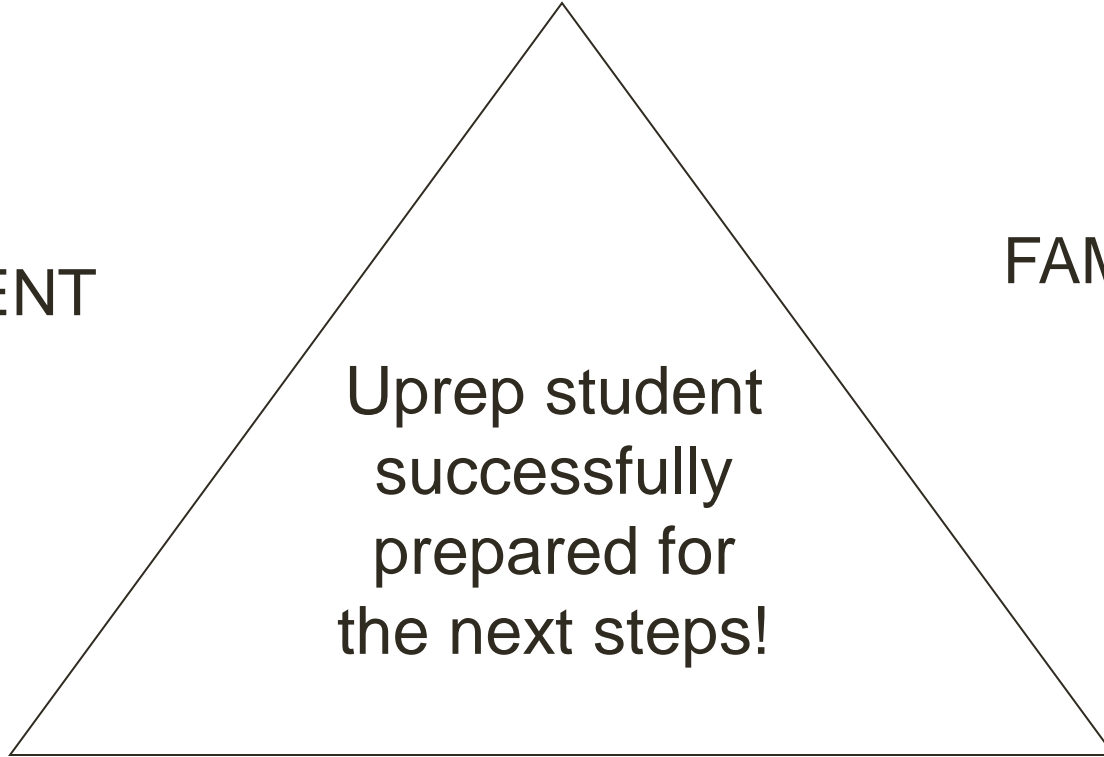 FAM
ENT
Uprep student
successfully
prepared for
the next steps!